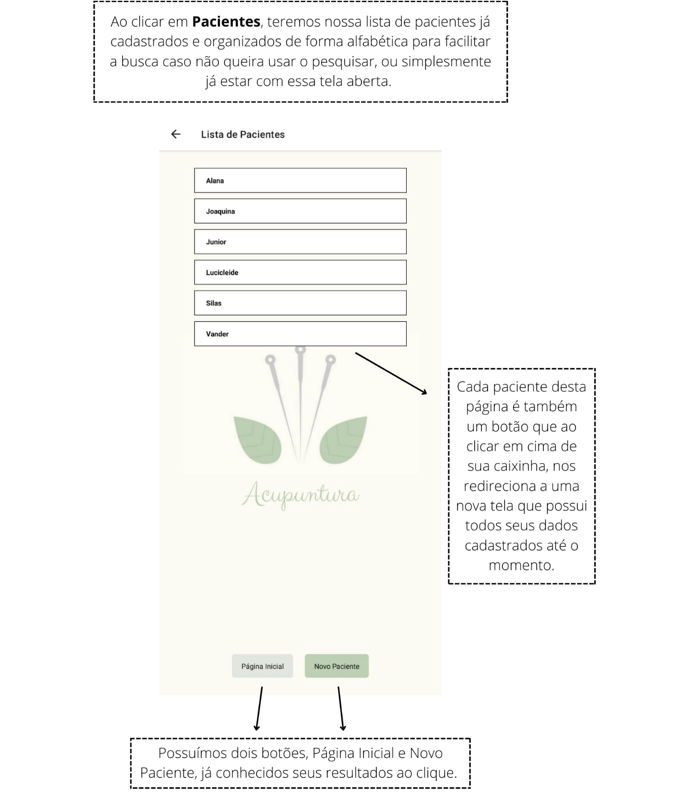 Ao clicar em Pacientes, teremos nossa lista de pacientes já
cadastrados e organizados de forma alfabética para facilitar
a busca caso não queira usar o pesquisar, ou simplesmente
já estar com essa tela aberta.
Lista de Pacientes
Alana
Joaquina
Junior
Lucicleide
Silas
Vander
Cada paciente desta
página é também
um botão que ao
clicar em cima de
sua caixinha, nos
redireciona a uma
nova tela que possui
todos seus dados
cadastrados até o
momento.
Acupuntura
Página Inicial
Novo Paciente
Possuímos dois botões, Página Inicial e Novo
Paciente, já conhecidos seus resultados ao clique.